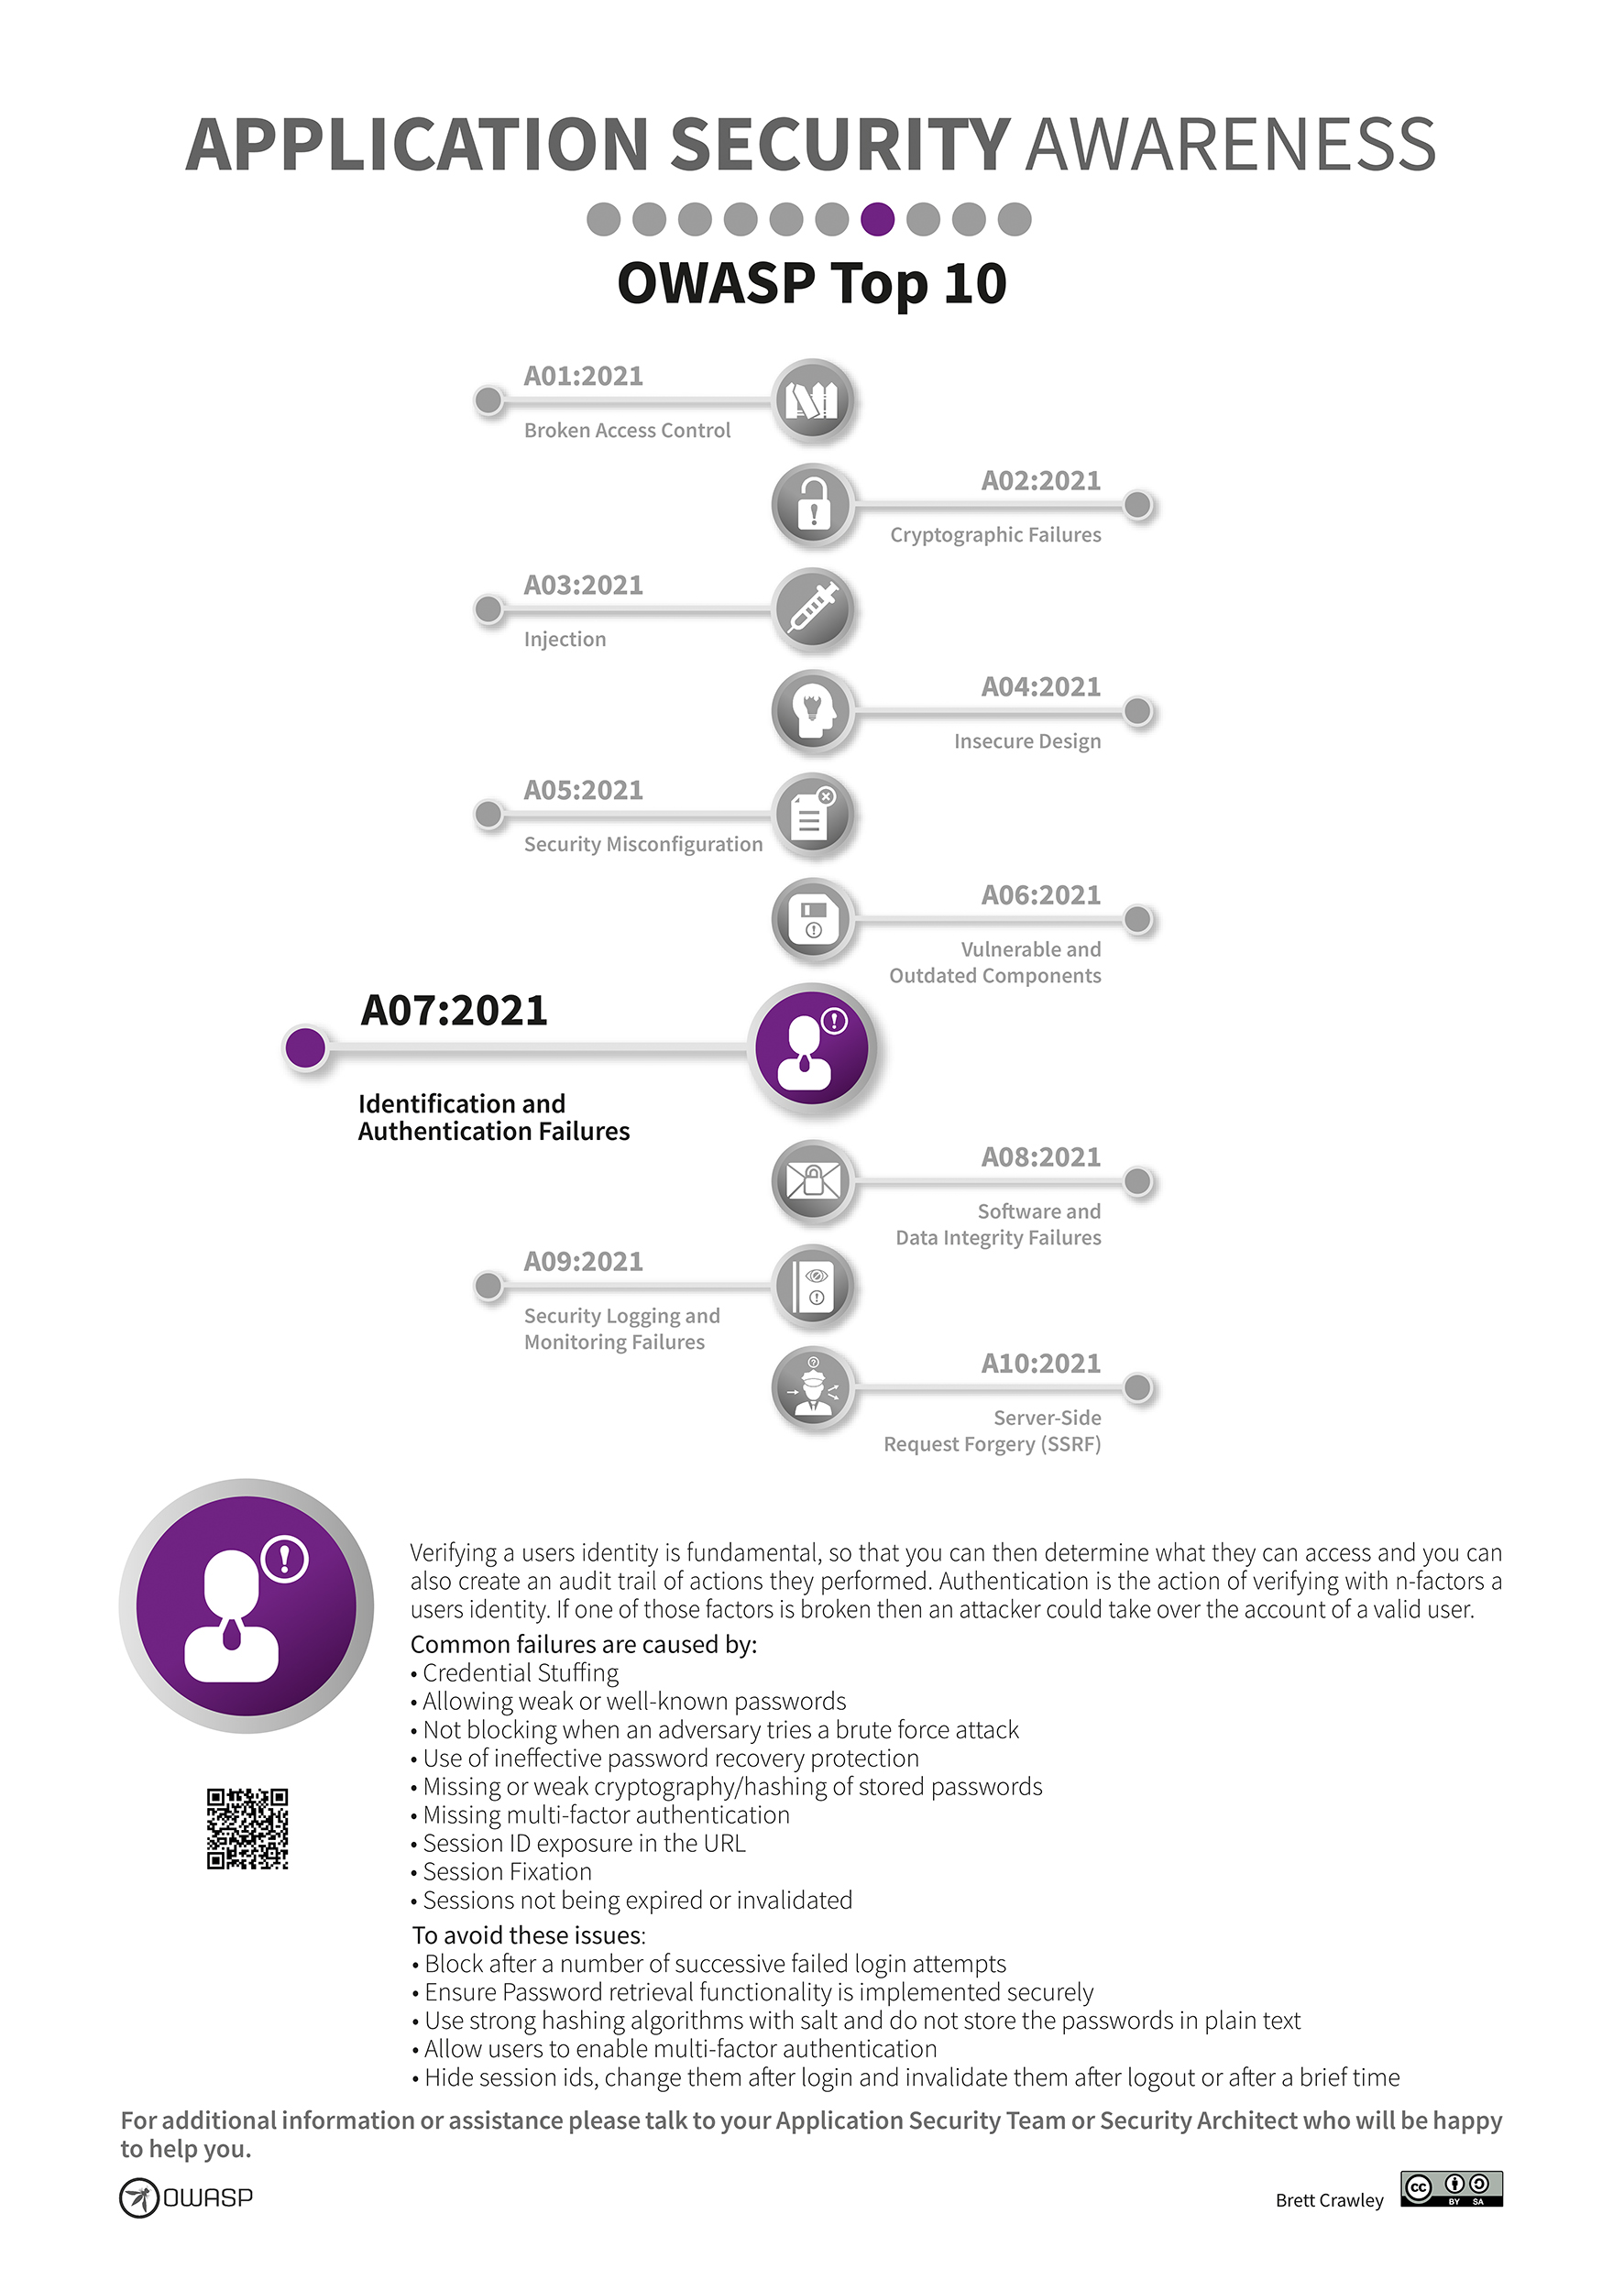 APPLICATION SECURITY AWARENESS
OWASP Top 10
A01:2021
Broken Access Control
A02:2021
Cryptographic Failures
A03:2021
Injection
A04:2021
Insecure Design
A05:2021
Security Misconfiguration
A06:2021
Vulnerable and
Outdated Components
A07:2021
Identification and
Authentication Failures
A08:2021
Software and
Data Integrity Failures
A09:2021
Security Logging and
Monitoring Failures
A10:2021
Server-Side
Request Forgery (SSRF)
Verifying a users identity is fundamental, so that you can then determine what they can access and you can
also create an audit trail of actions they performed. Authentication is the action of verifying with n-factors a
users identity. If one of those factors is broken then an attacker could take over the account of a valid user.
Common failures are caused by:
• Credential Stuffing
• Allowing weak or well-known passwords
• Not blocking when an adversary tries a brute force attack
• Use of ineffective password recovery protection
• Missing or weak cryptography/hashing of stored passwords
• Missing multi-factor authentication
• Session ID exposure in the URL
• Session Fixation
• Sessions not being expired or invalidated
To avoid these issues:
• Block after a number of successive failed login attempts
• Ensure Password retrieval functionality is implemented securely
• Use strong hashing algorithms with salt and do not store the passwords in plain text
• Allow users to enable multi-factor authentication
• Hide session ids, change them after login and invalidate them after logout or after a brief time
For additional information or assistance please talk to your Application Security Team or Security Architect who will be happy
to help you.
OWASP
Brett Crawley
cc
BY SA